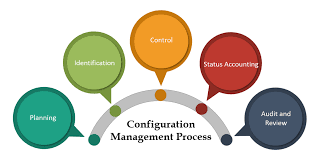 Planning
Identification
Control
Status Accounting
Audit and
Review
Configuration
Management Process